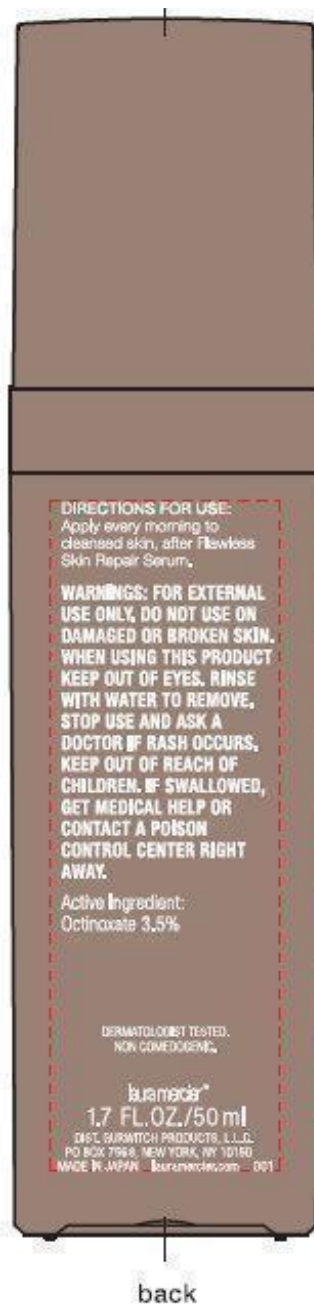 DIRECTIONS FOR USE:
Apply every morning to
cleansed skin, after Flawless
Skin Repair Serum.
WARNINGS: FOR EXTERNAL
USE ONLY, DO NOT USE ON
DAMAGED OR BROKEN SKIN.
WHEN USING THIS PRODUCT
KEEP OUT OF EYES. RINSE
WITH WATER TO REMOVE,
STOP USE AND ASK A
DOCTOR IF RASH OCCURS.
KEEP OUT OF REACH OF
CHILDREN. IF SWALLOWED,
GET MEDICAL HELP OR
CONTACT A POISON
CONTROL CENTER RIGHT
AWAY.
Active Ingredient:
Octinoxate 3.5%
DERMATOLOGIST TESTED.
NON COMEDOGENIC.
laura mercier
1.7 FL.OZ./50 ml
DIST. GURWITCH PRODUCTS, L.L.C.
PO BOX 7968, NEW YORK, NY 10150
MADE IN JAPAN lauramercier.com 001
back